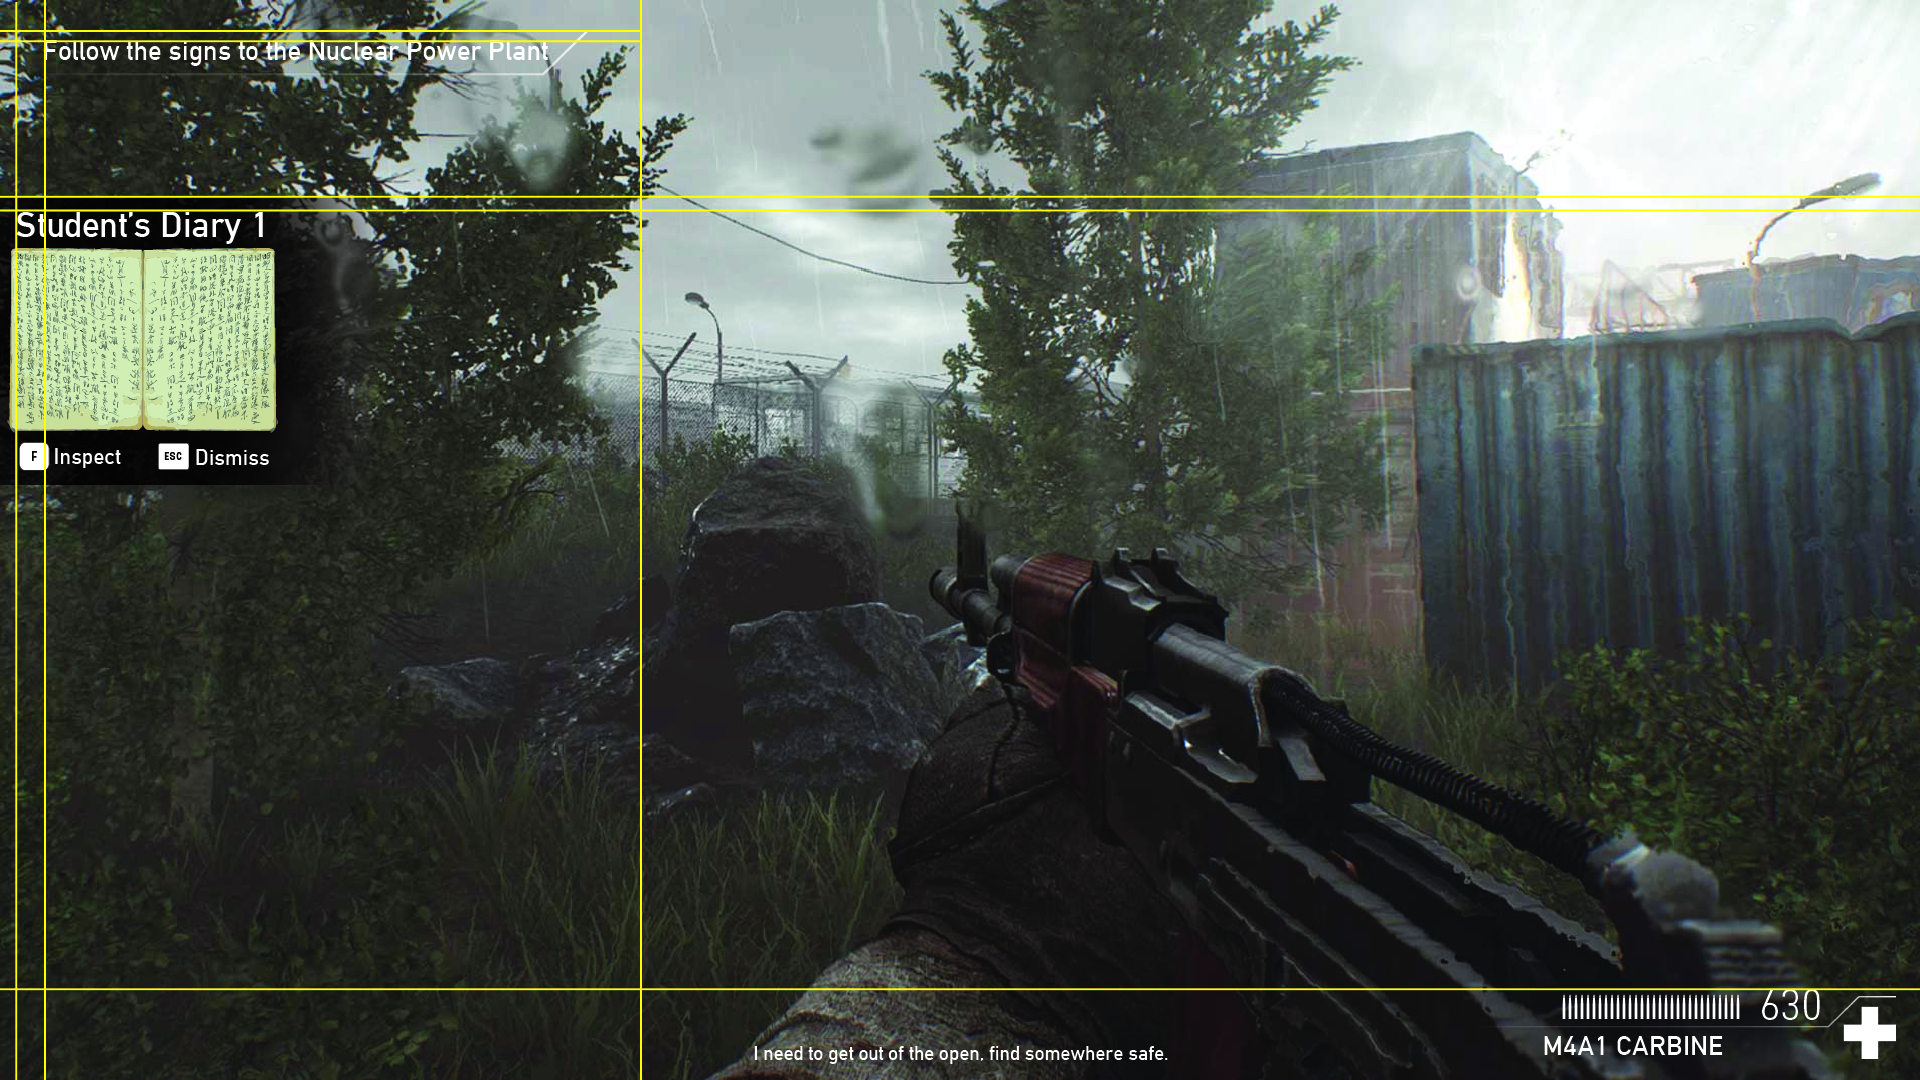 Follow the signs to the Nuclear Power Plant
Student's Diary 1
F Inspect ESC Dismiss
630
M4A1 CARBINE
I need to get out of the open, find somewhere safe.